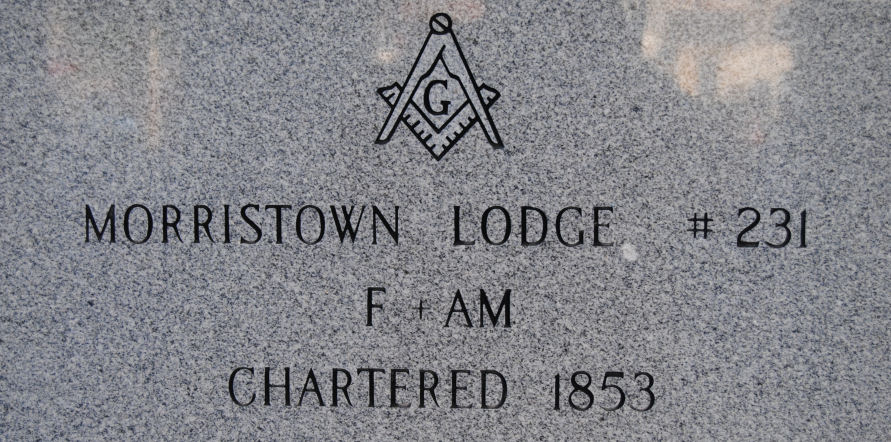 G
MORRISTOWN LODGE # 231
F + AM
CHARTERED 1853